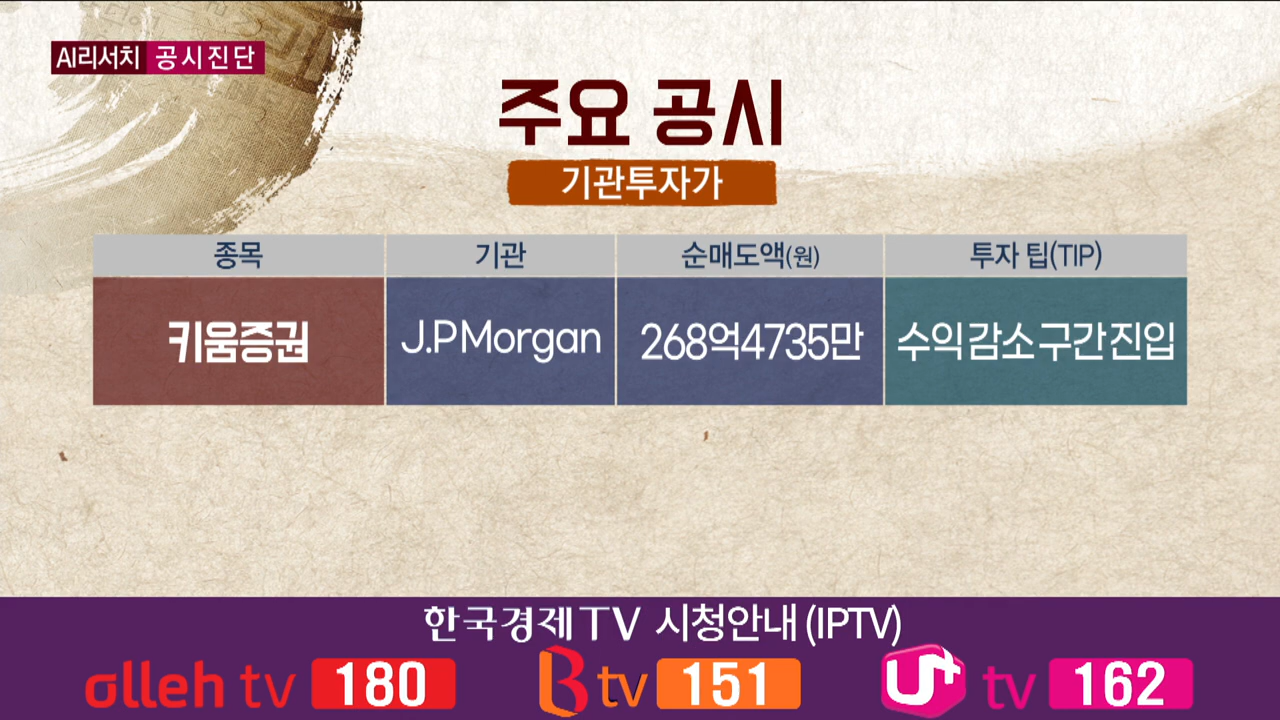 AI리서치 공시진단
주요 공시
기관투자가
종목 기관 순매도액(원) 투자 팁(TIP)
키움증권 J.P Morgan 268억4735만 수익 감소 구간 진입
한국경제TV 시청안내 (IPTV)
olleh tv 180 B tv 151 U+ tv 162